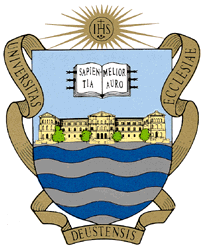 IHS
SAPIEN MELIOR
TIA AURO
UNIVERSITAS
ECCLESIAE
DEUSTENSIS